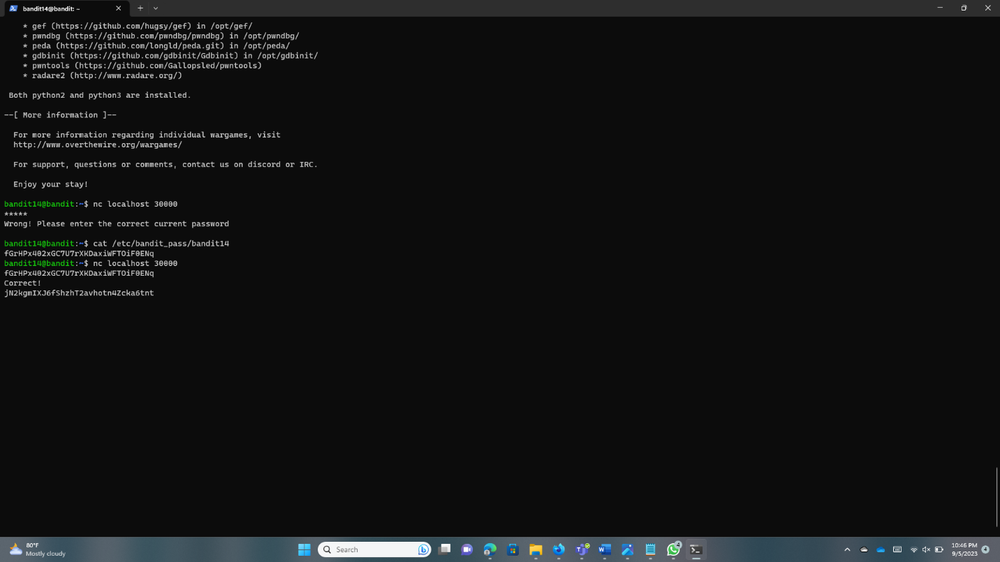 bandit14@bandit: ~
* gef (https://github.com/hugsy/gef) in /opt/gef/
* pwndbg (https://github.com/pwndbg/pwndbg) in /opt/pwndbg/
* peda (https://github.com/longld/peda.git) in /opt/peda/
* gdbinit (https://github.com/gdbinit/Gdbinit) in /opt/gdbinit/
* pwntools (https://github.com/Gallopsled/pwntools)
* radare2 (http://www.radare.org/)
Both python2 and python3 are installed.
--[ More information ]--
For more information regarding individual wargames, visit
http://www.overthewire.org/wargames/
For support, questions or comments, contact us on discord or IRC.
Enjoy your stay!
bandit14@bandit:~$ nc localhost 30000
*****
Wrong! Please enter the correct current password
bandit14@bandit:~$ cat /etc/bandit_pass/bandit14
fGrHPx402xGC7U7rXKDaxiWFTOiF0ENq
bandit14@bandit:~$ nc localhost 30000
fGrHPx402xGC7U7rXKDaxiWFTOiF0ENq
Correct!
jN2kgmIXJ6fShzhT2avhotn4Zcka6tnt
80°F
Mostly cloudy
Search
4
10:46 PM
9/5/2023
4